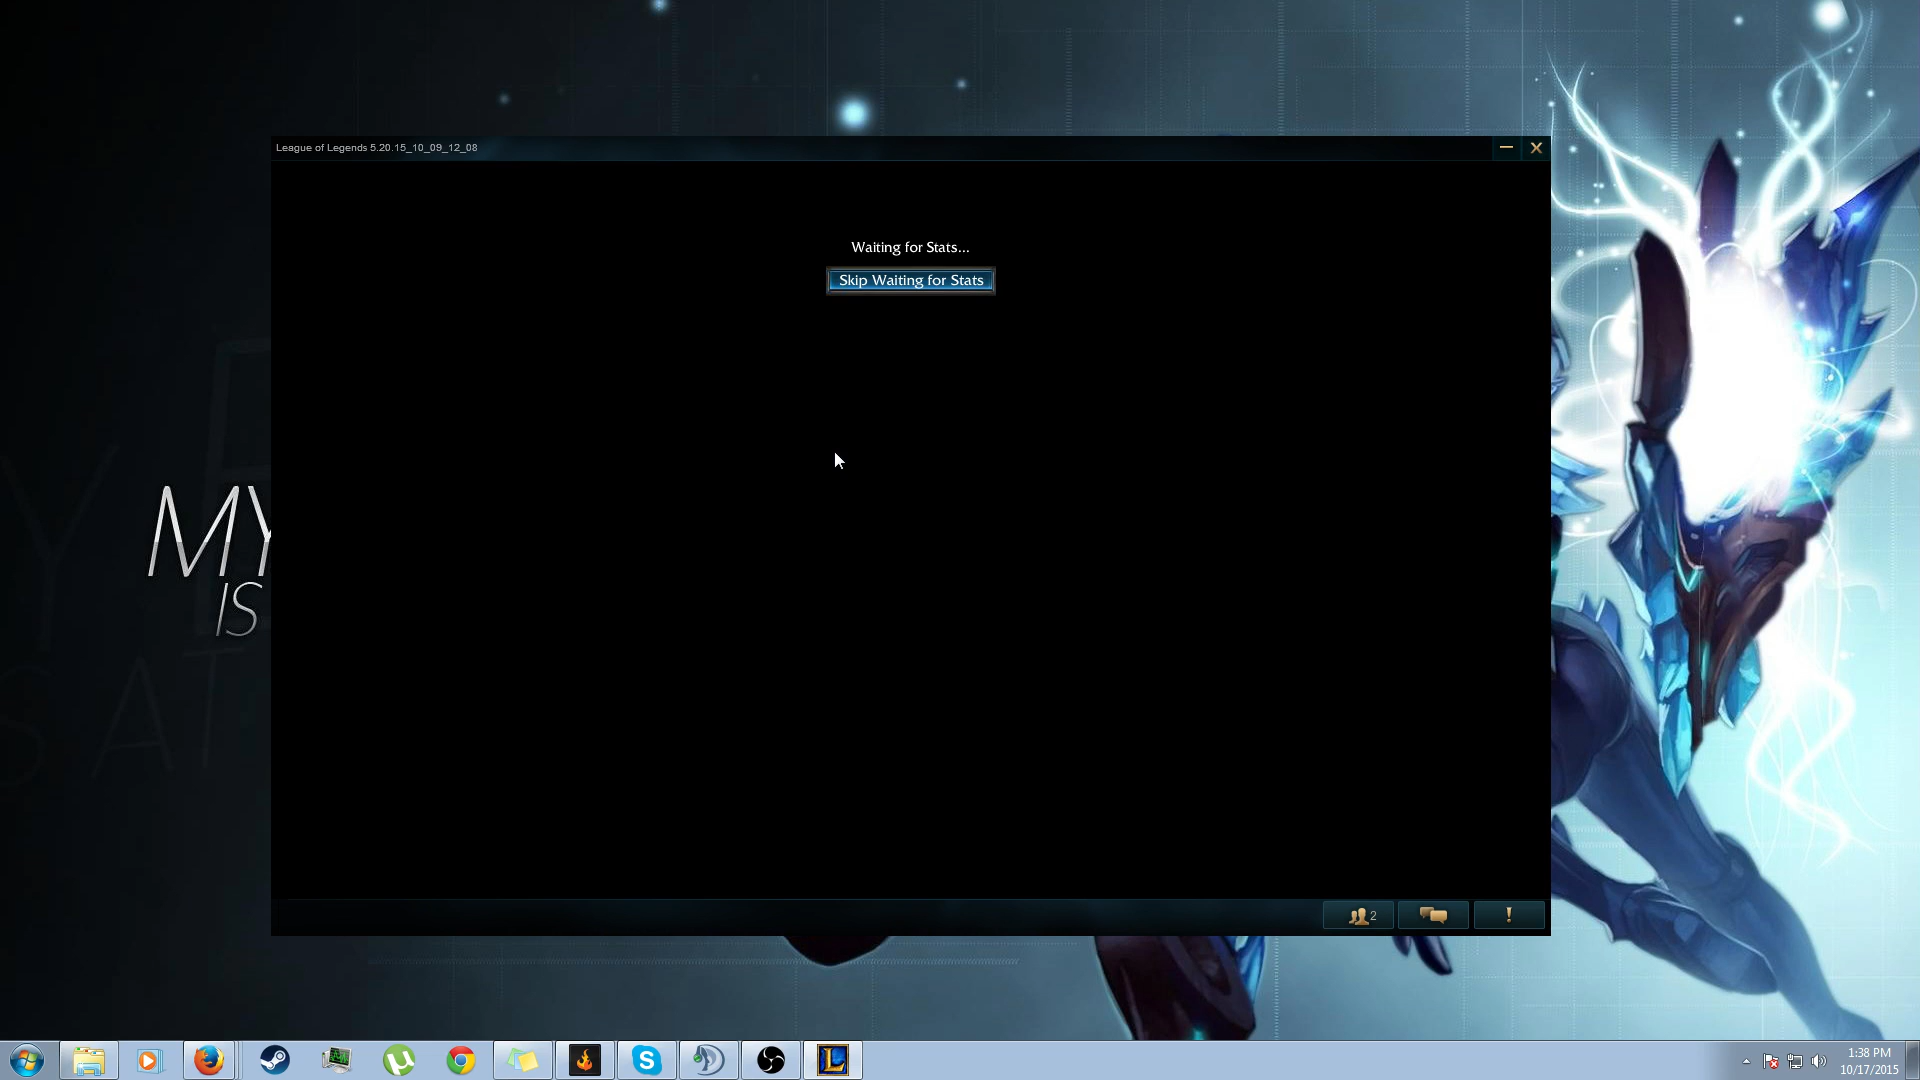 League of Legends 5.20.15_10_09_12_08
Waiting for Stats...
Skip Waiting for Stats
MY
IS
2
1:38 PM
10/17/2015